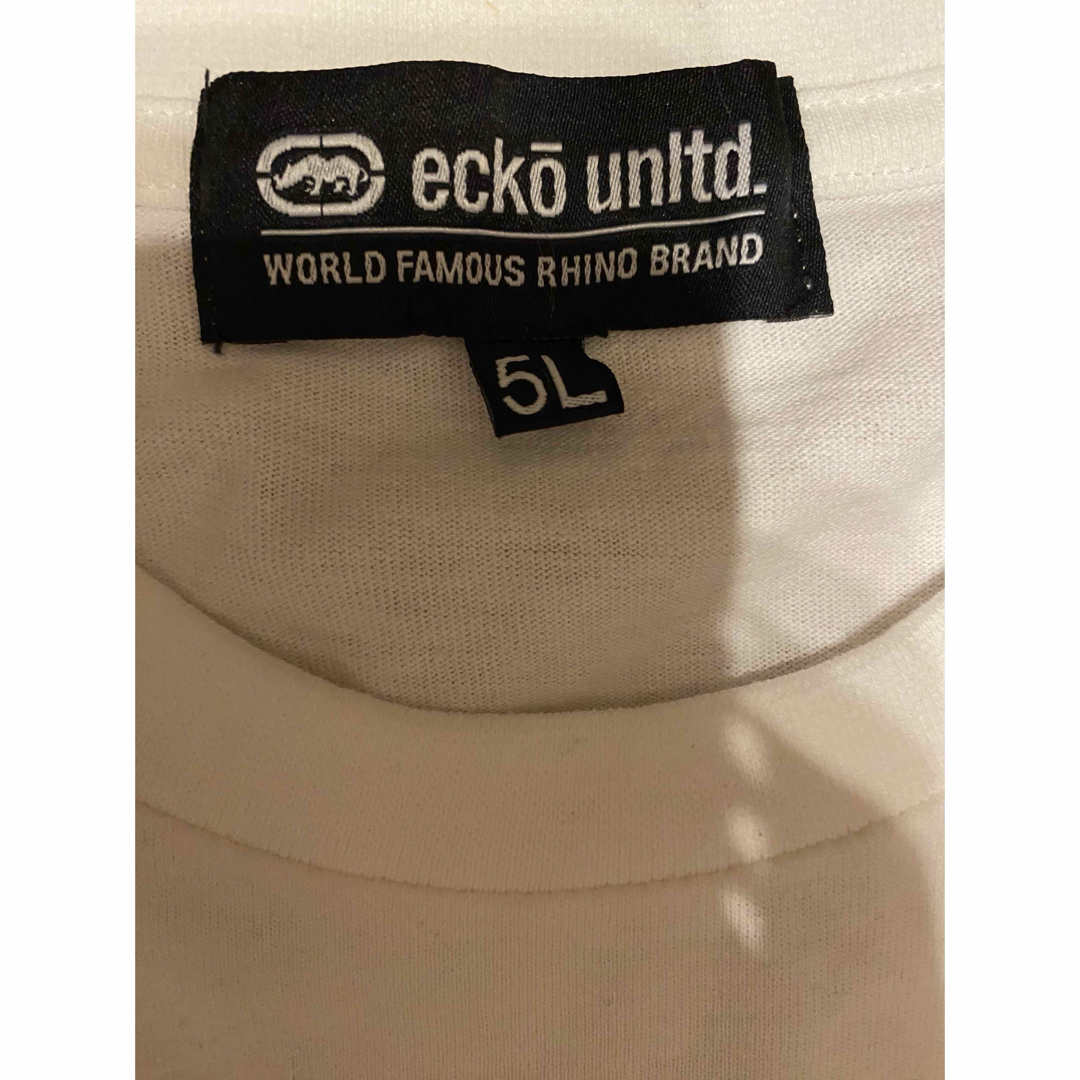 eckō unltd.
WORLD FAMOUS RHINO BRAND
5L